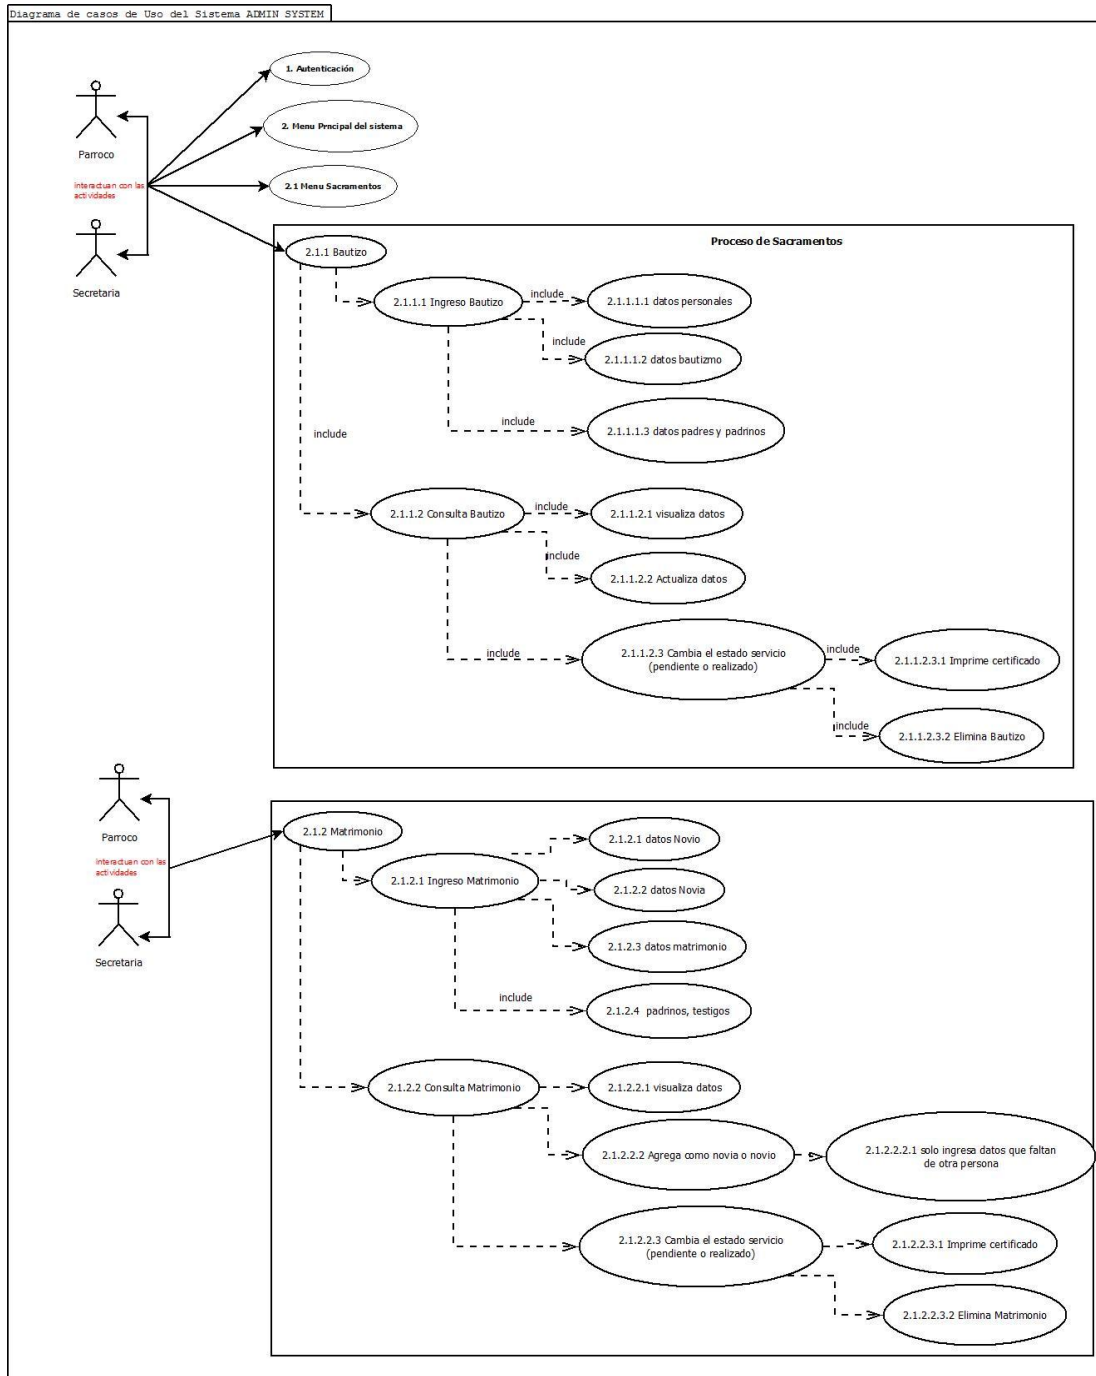 Diagrama de casos de Uso del Sistema ADMIN SYSTEM
1. Autenticación
2. Menu Prncipal del sistema
Parroco
Interactuan con las
actividades
2.1 Menu Sacramentos
Secretaria
Proceso de Sacramentos
2.1.1 Bautizo
2.1.1.1 Ingreso Bautizo
include
2.1.1.1.1 datos personales
include
2.1.1.1.2 datos bautizmo
include
2.1.1.1.3 datos padres y padrinos
include
2.1.1.2 Consulta Bautizo
include
2.1.1.2.1 visualiza datos
include
2.1.1.2.2 Actualiza datos
include
2.1.1.2.3 Cambia el estado servicio
(pendiente o realizado)
include
2.1.1.2.3.1 Imprime certificado
include
2.1.1.2.3.2 Elimina Bautizo
Parroco
Interactuan con las
actividades
Secretaria
2.1.2 Matrimonio
2.1.2.1 Ingreso Matrimonio
2.1.2.1 datos Novio
2.1.2.2 datos Novia
2.1.2.3 datos matrimonio
include
2.1.2.4 padrinos, testigos
2.1.2.2 Consulta Matrimonio
2.1.2.2.1 visualiza datos
2.1.2.2.2 Agrega como novia o novio
2.1.2.2.2.1 solo ingresa datos que faltan
de otra persona
2.1.2.2.3 Cambia el estado servicio
(pendiente o realizado)
2.1.2.2.3.1 Imprime certificado
2.1.2.2.3.2 Elimina Matrimonio